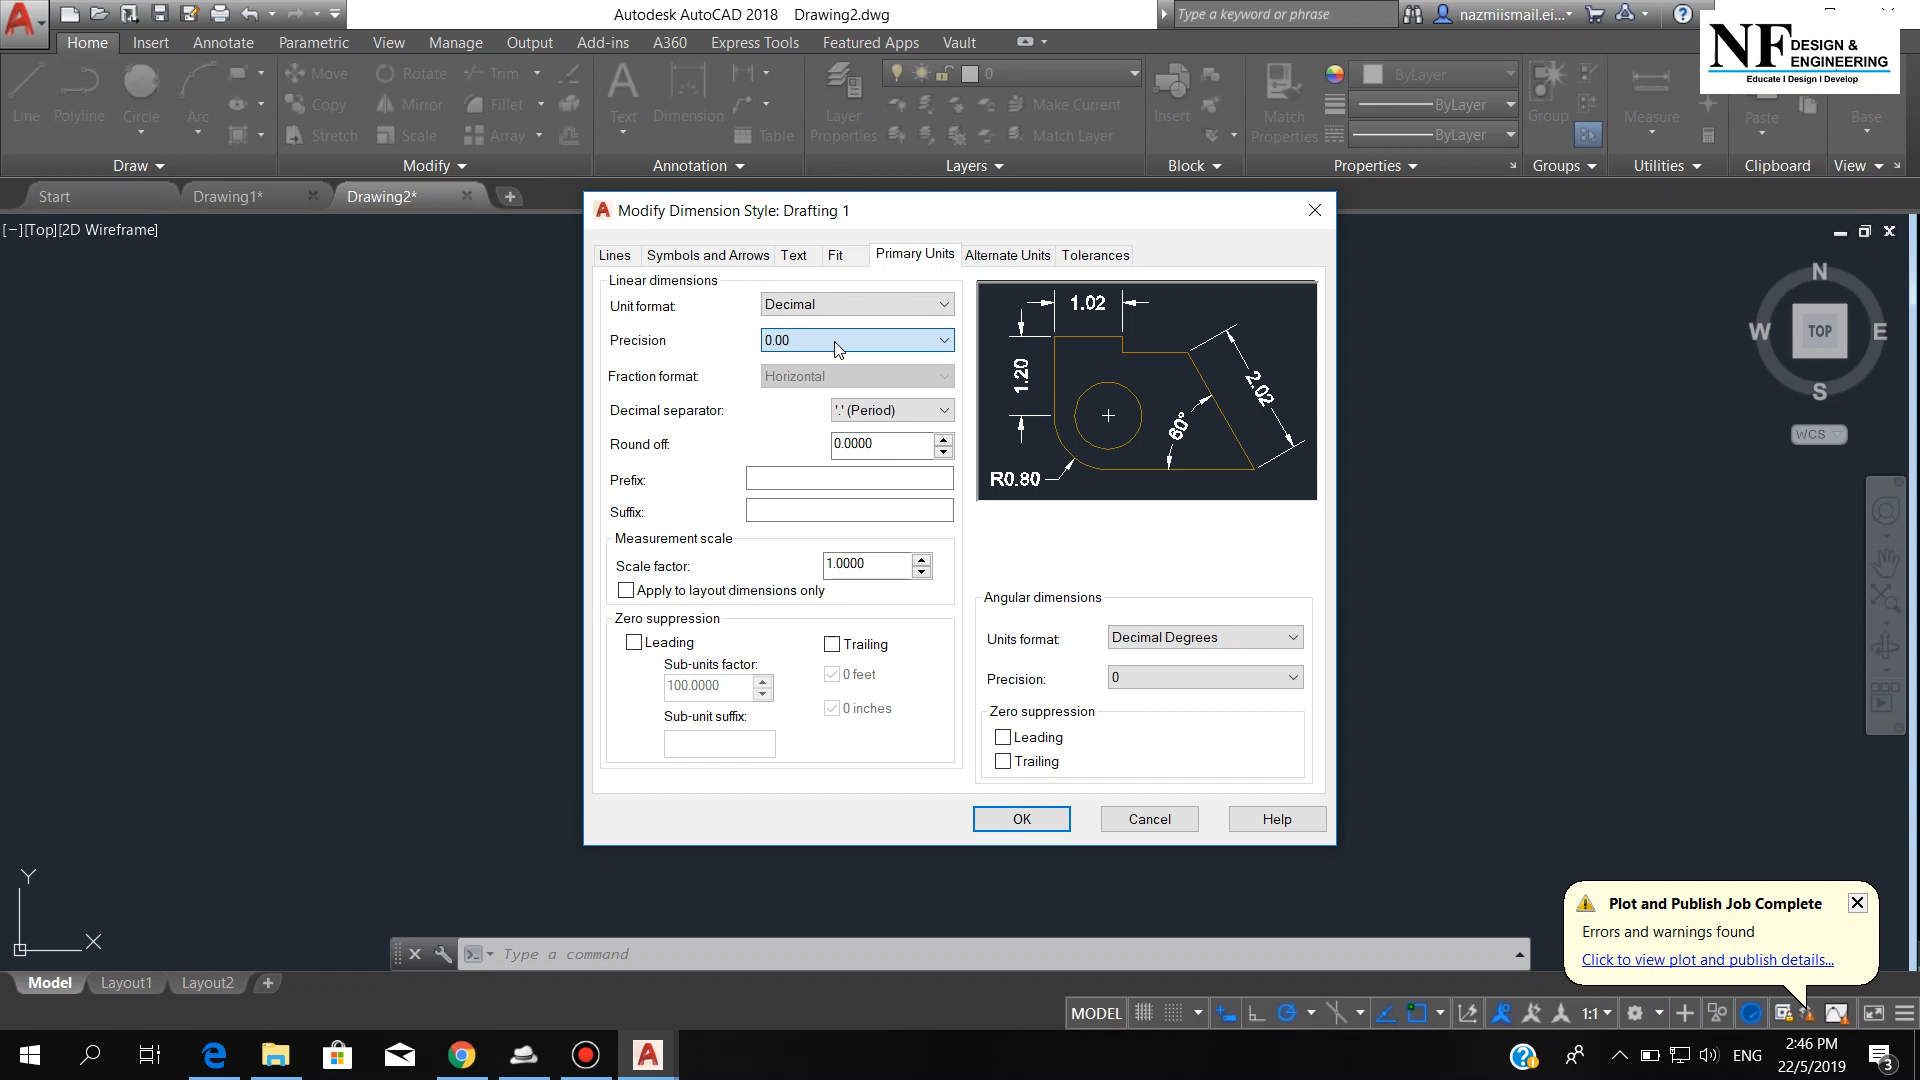 Autodesk AutoCAD 2018 Drawing2.dwg
Type a keyword or phrase
nazmiismail.ei...
Home Insert Annotate Parametric View Manage Output Add-ins A360 Express Tools Featured Apps Vault
NF DESIGN & ENGINEERING
Educate I Design I Develop
Line Polyline Circle Arc
Move Rotate Trim
Copy Mirror Fillet
Stretch Scale Array
Text Dimension Table
Layer Properties
0
Make Current
Match Layer
Insert
Match Properties
ByLayer
ByLayer
ByLayer
Group Measure Paste Base
Draw Modify Annotation Layers Block Properties Groups Utilities Clipboard View
Start Drawing1* Drawing2*
[−][Top][2D Wireframe]
Modify Dimension Style: Drafting 1
Lines Symbols and Arrows Text Fit Primary Units Alternate Units Tolerances
Linear dimensions
Unit format: Decimal
Precision 0.00
Fraction format: Horizontal
Decimal separator: '.' (Period)
Round off: 0.0000
Prefix:
Suffix:
Measurement scale
Scale factor: 1.0000
Apply to layout dimensions only
Zero suppression
Leading
Trailing
Sub-units factor:
0 feet
100.0000
Sub-unit suffix:
0 inches
1.02
1.20
2.02
60°
R0.80
Angular dimensions
Units format: Decimal Degrees
Precision: 0
Zero suppression
Leading
Trailing
OK Cancel Help
N
W TOP E
S
WCS
Y
X
Type a command
Plot and Publish Job Complete
Errors and warnings found
Click to view plot and publish details...
Model Layout1 Layout2
MODEL 1:1
ENG
2:46 PM
22/5/2019
3